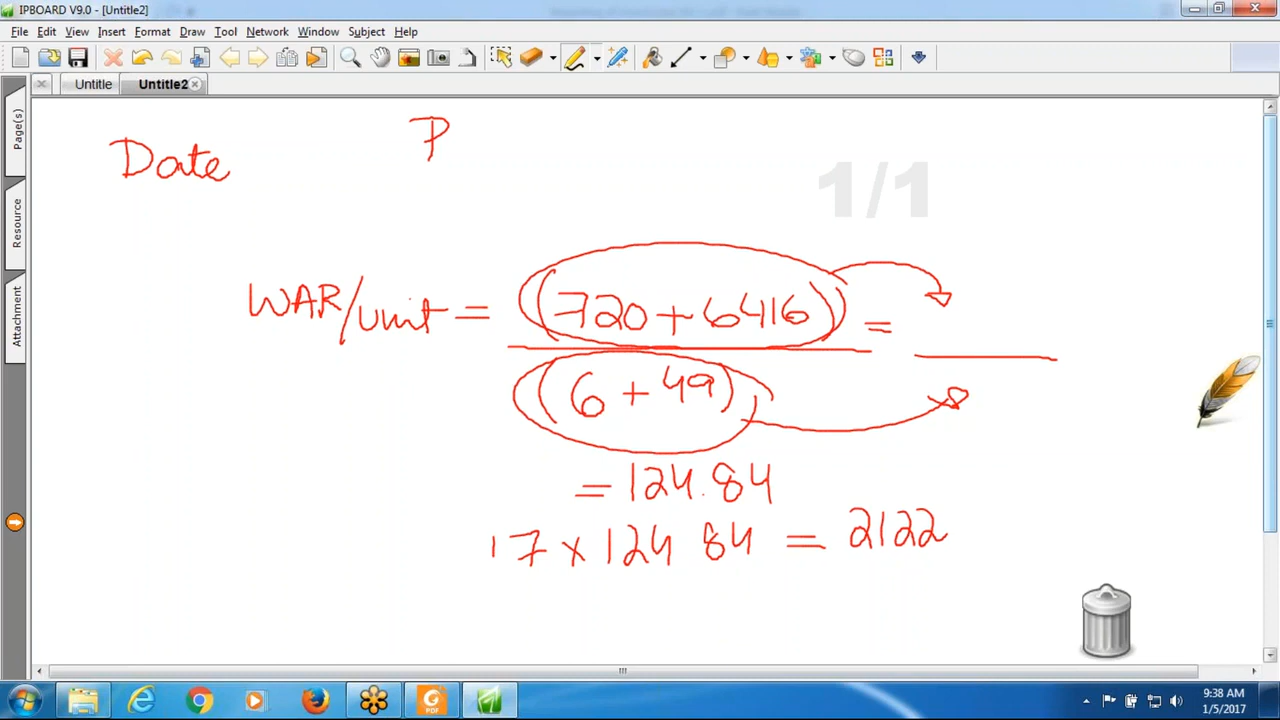 IPBOARD V9.0 - [Untitle2]
File Edit View Insert Format Draw Tool Network Window Subject Help
Untitle Untitle2
Page(s)
Resource
Attachment
P
Date
1/1
WAR/unit = ((720+6416)) =
((6+49)
= 124.84
17 × 124 84 = 2122
PDF
9:38 AM
1/5/2017